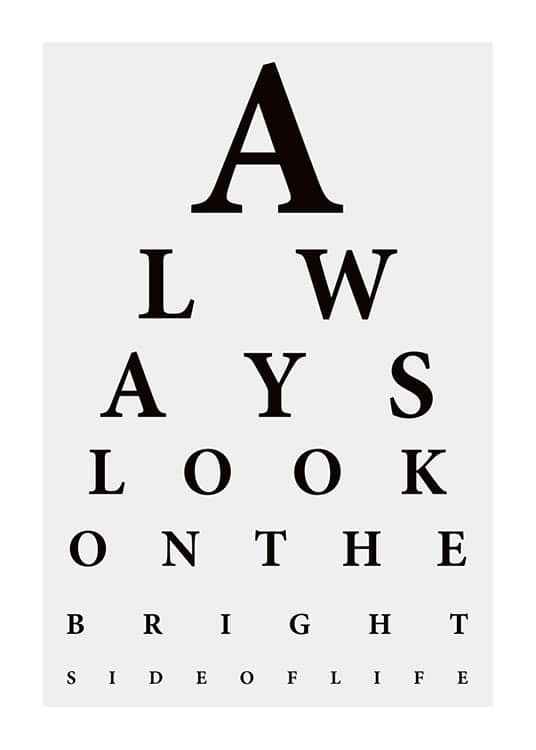 A
L W
A Y S
L O O K
O N T H E
B R I G H T
S I D E O F L I F E